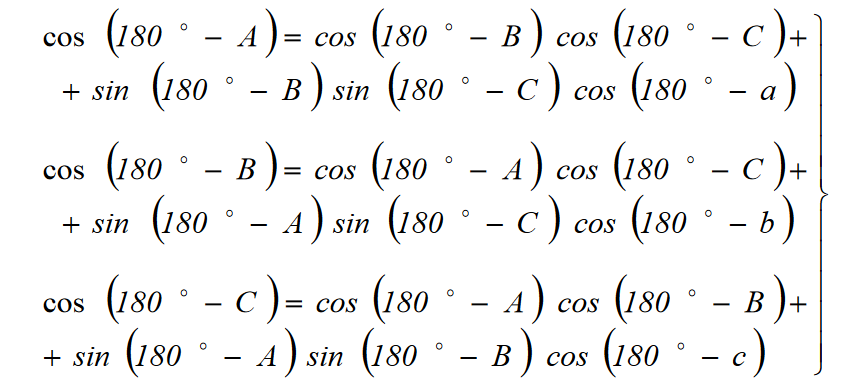 cos (180 ° − A) = cos (180 ° − B) cos (180 ° − C) +
+ sin (180 ° − B) sin (180 ° − C) cos (180 ° − a)
cos (180 ° − B) = cos (180 ° − A) cos (180 ° − C) +
+ sin (180 ° − A) sin (180 ° − C) cos (180 ° − b)
cos (180 ° − C) = cos (180 ° − A) cos (180 ° − B) +
+ sin (180 ° − A) sin (180 ° − B) cos (180 ° − c)